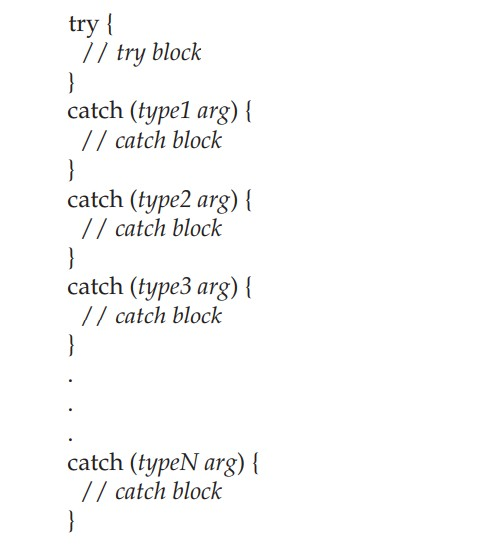 try {
// try block
}
catch (type1 arg) {
// catch block
}
catch (type2 arg) {
// catch block
}
catch (type3 arg) {
// catch block
}
.
.
.
catch (typeN arg) {
// catch block
}